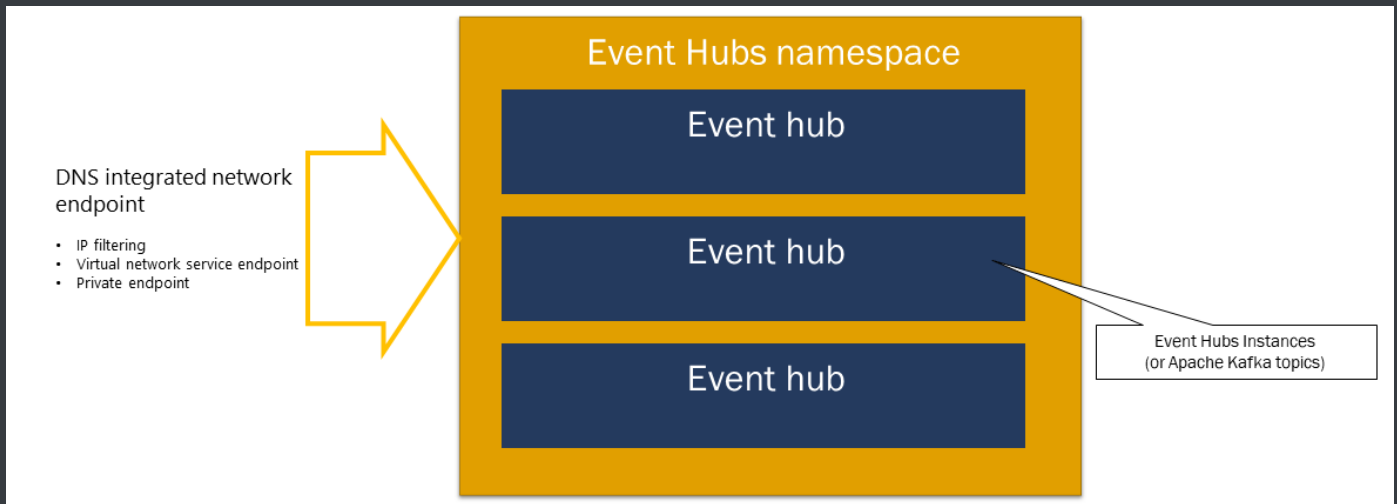 Event Hubs namespace
Event hub
DNS integrated network
endpoint
• IP filtering
• Virtual network service endpoint
• Private endpoint
Event hub
Event Hubs Instances
(or Apache Kafka topics)
Event hub